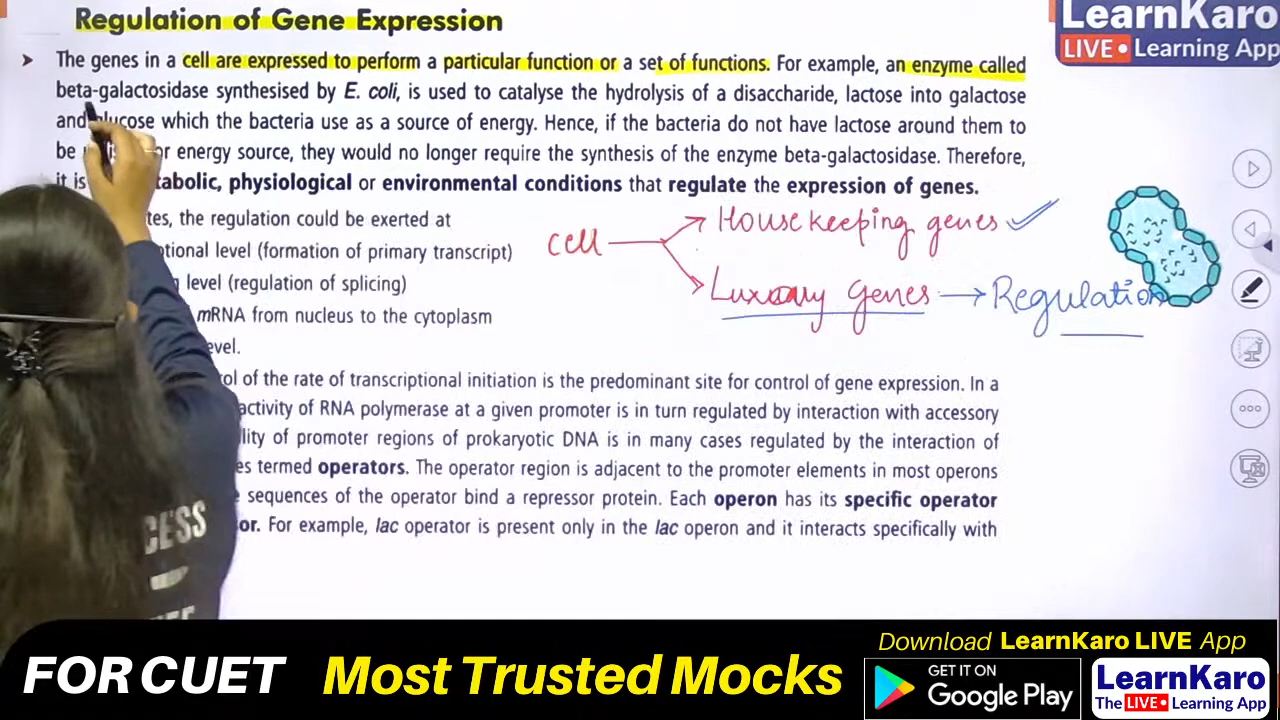 Regulation of Gene Expression
LearnKaro
LIVE • Learning App
➤ The genes in a cell are expressed to perform a particular function or a set of functions. For example, an enzyme called
beta-galactosidase synthesised by E. coli, is used to catalyse the hydrolysis of a disaccharide, lactose into galactose
and glucose which the bacteria use as a source of energy. Hence, if the bacteria do not have lactose around them to
be or energy source, they would no longer require the synthesis of the enzyme beta-galactosidase. Therefore,
it is tabolic, physiological or environmental conditions that regulate the expression of genes.
tes, the regulation could be exerted at
tional level (formation of primary transcript)
level (regulation of splicing)
mRNA from nucleus to the cytoplasm
evel.
cell
Housekeeping genes
Luxury Genes → Regulation
ol of the rate of transcriptional initiation is the predominant site for control of gene expression. In a
activity of RNA polymerase at a given promoter is in turn regulated by interaction with accessory
lity of promoter regions of prokaryotic DNA is in many cases regulated by the interaction of
es termed operators. The operator region is adjacent to the promoter elements in most operons
sequences of the operator bind a repressor protein. Each operon has its specific operator
or. For example, lac operator is present only in the lac operon and it interacts specifically with
CESS
FOR CUET Most Trusted Mocks
Download LearnKaro LIVE App
GET IT ON
Google Play
LearnKaro
The LIVE • Learning App